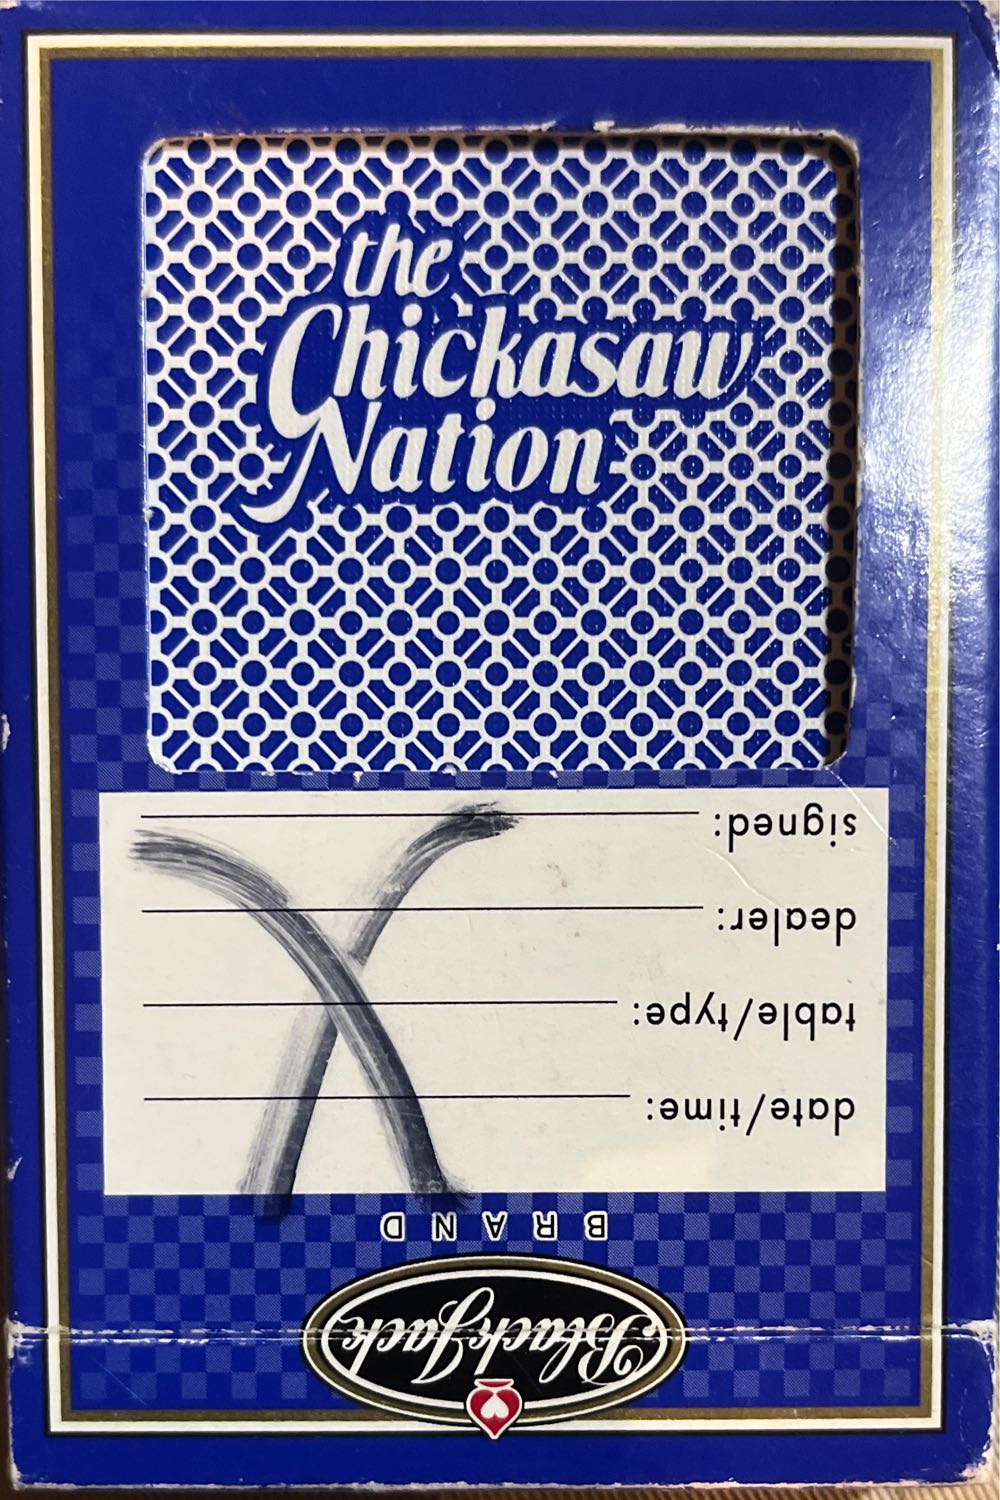 the
Chickasaw
Nation
signed:
dealer:
table/type:
date/time:
BRAND
BlackJack